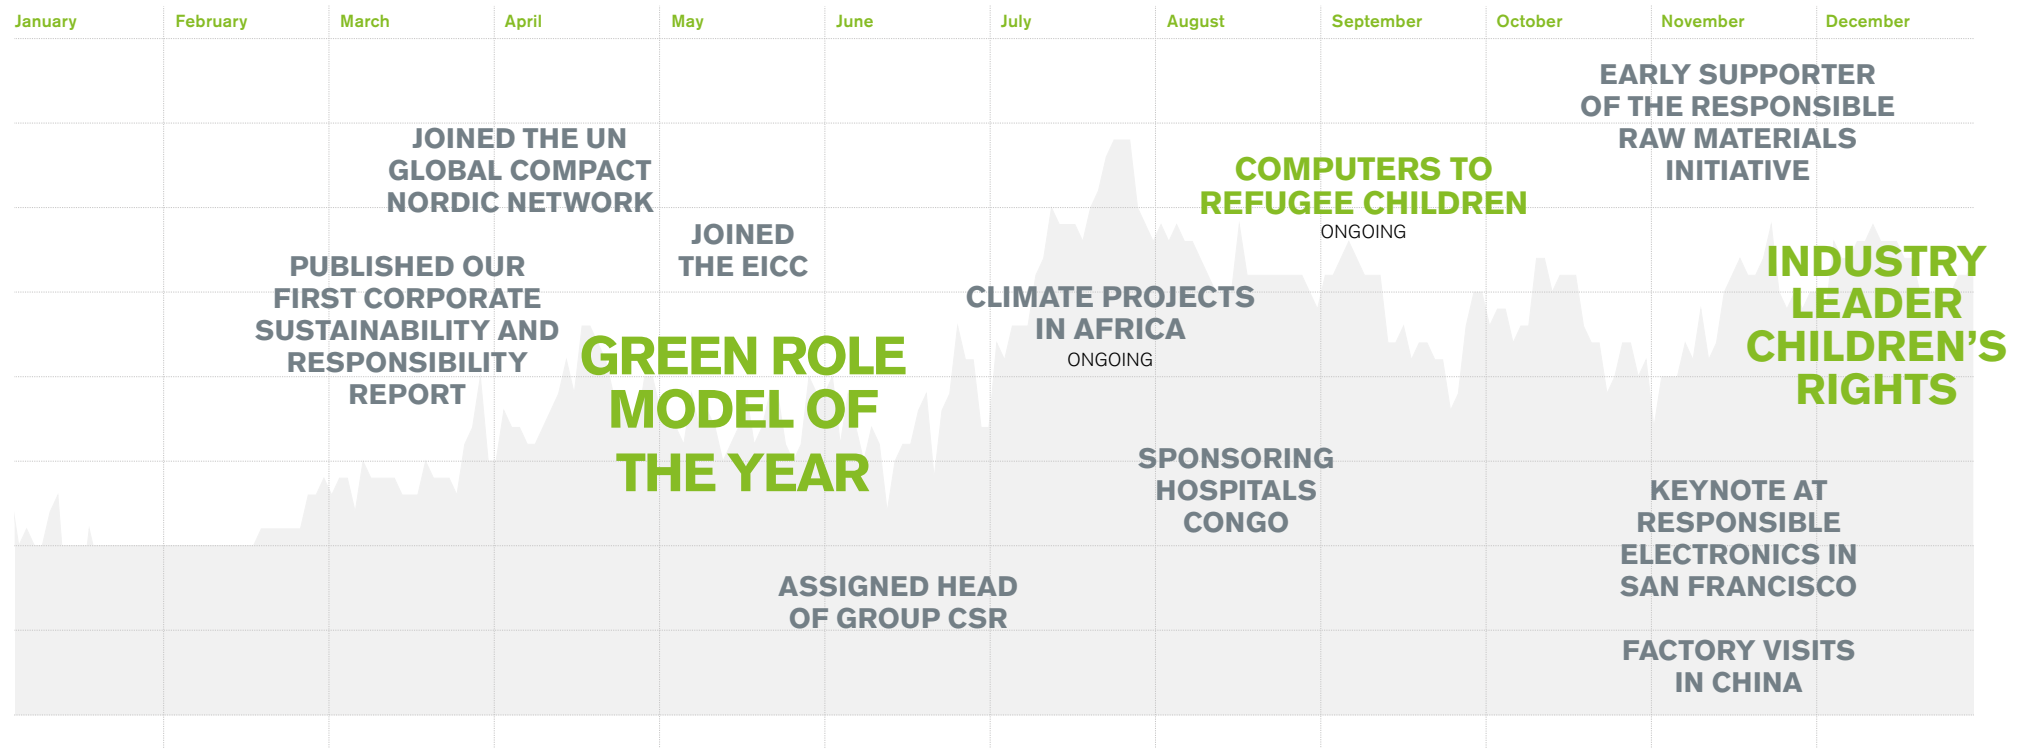 January February March April May June July August September October November December
JOINED THE UN
GLOBAL COMPACT
NORDIC NETWORK
PUBLISHED OUR
FIRST CORPORATE
SUSTAINABILITY AND
RESPONSIBILITY
REPORT
JOINED
THE EICC
GREEN ROLE
MODEL OF
THE YEAR
ASSIGNED HEAD
OF GROUP CSR
CLIMATE PROJECTS
IN AFRICA
ONGOING
COMPUTERS TO
REFUGEE CHILDREN
ONGOING
SPONSORING
HOSPITALS
CONGO
EARLY SUPPORTER
OF THE RESPONSIBLE
RAW MATERIALS
INITIATIVE
INDUSTRY
LEADER
CHILDREN’S
RIGHTS
KEYNOTE AT
RESPONSIBLE
ELECTRONICS IN
SAN FRANCISCO
FACTORY VISITS
IN CHINA